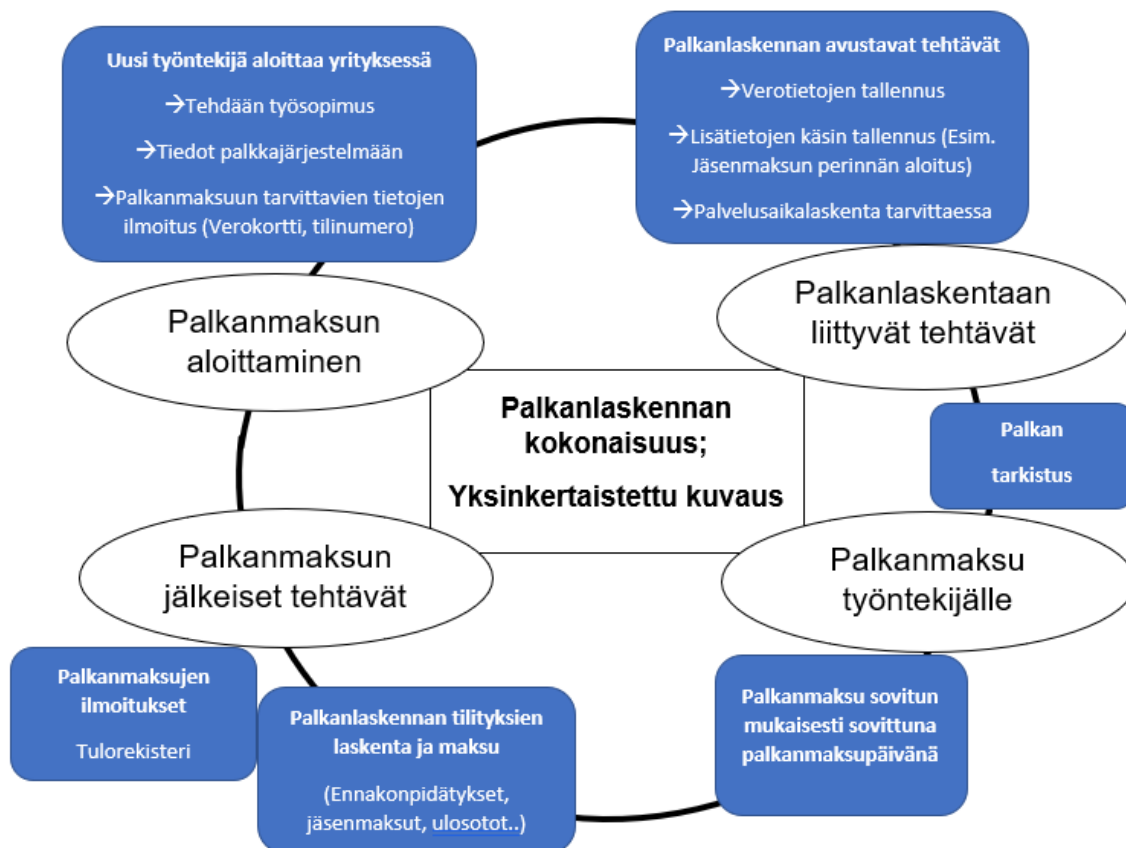 Uusi työntekijä aloittaa yrityksessä
→Tehdään työsopimus
→Tiedot palkkajärjestelmään
→Palkanmaksuun tarvittavien tietojen
ilmoitus (Verokortti, tilinumero)
Palkanlaskennan avustavat tehtävät
→Verotietojen tallennus
→Lisätietojen käsin tallennus (Esim.
Jäsenmaksun perinnän aloitus)
→Palvelusaikalaskenta tarvittaessa
Palkanmaksun
aloittaminen
Palkanlaskentaan
liittyvät tehtävät
Palkanlaskennan
kokonaisuus;
Yksinkertaistettu kuvaus
Palkan
tarkistus
Palkanmaksun
jälkeiset tehtävät
Palkanmaksu
työntekijälle
Palkanmaksujen
ilmoitukset
Tulorekisteri
Palkanlaskennan tilityksien
laskenta ja maksu
(Ennakonpidätykset,
jäsenmaksut, ulosotot..)
Palkanmaksu sovitun
mukaisesti sovittuna
palkanmaksupäivänä